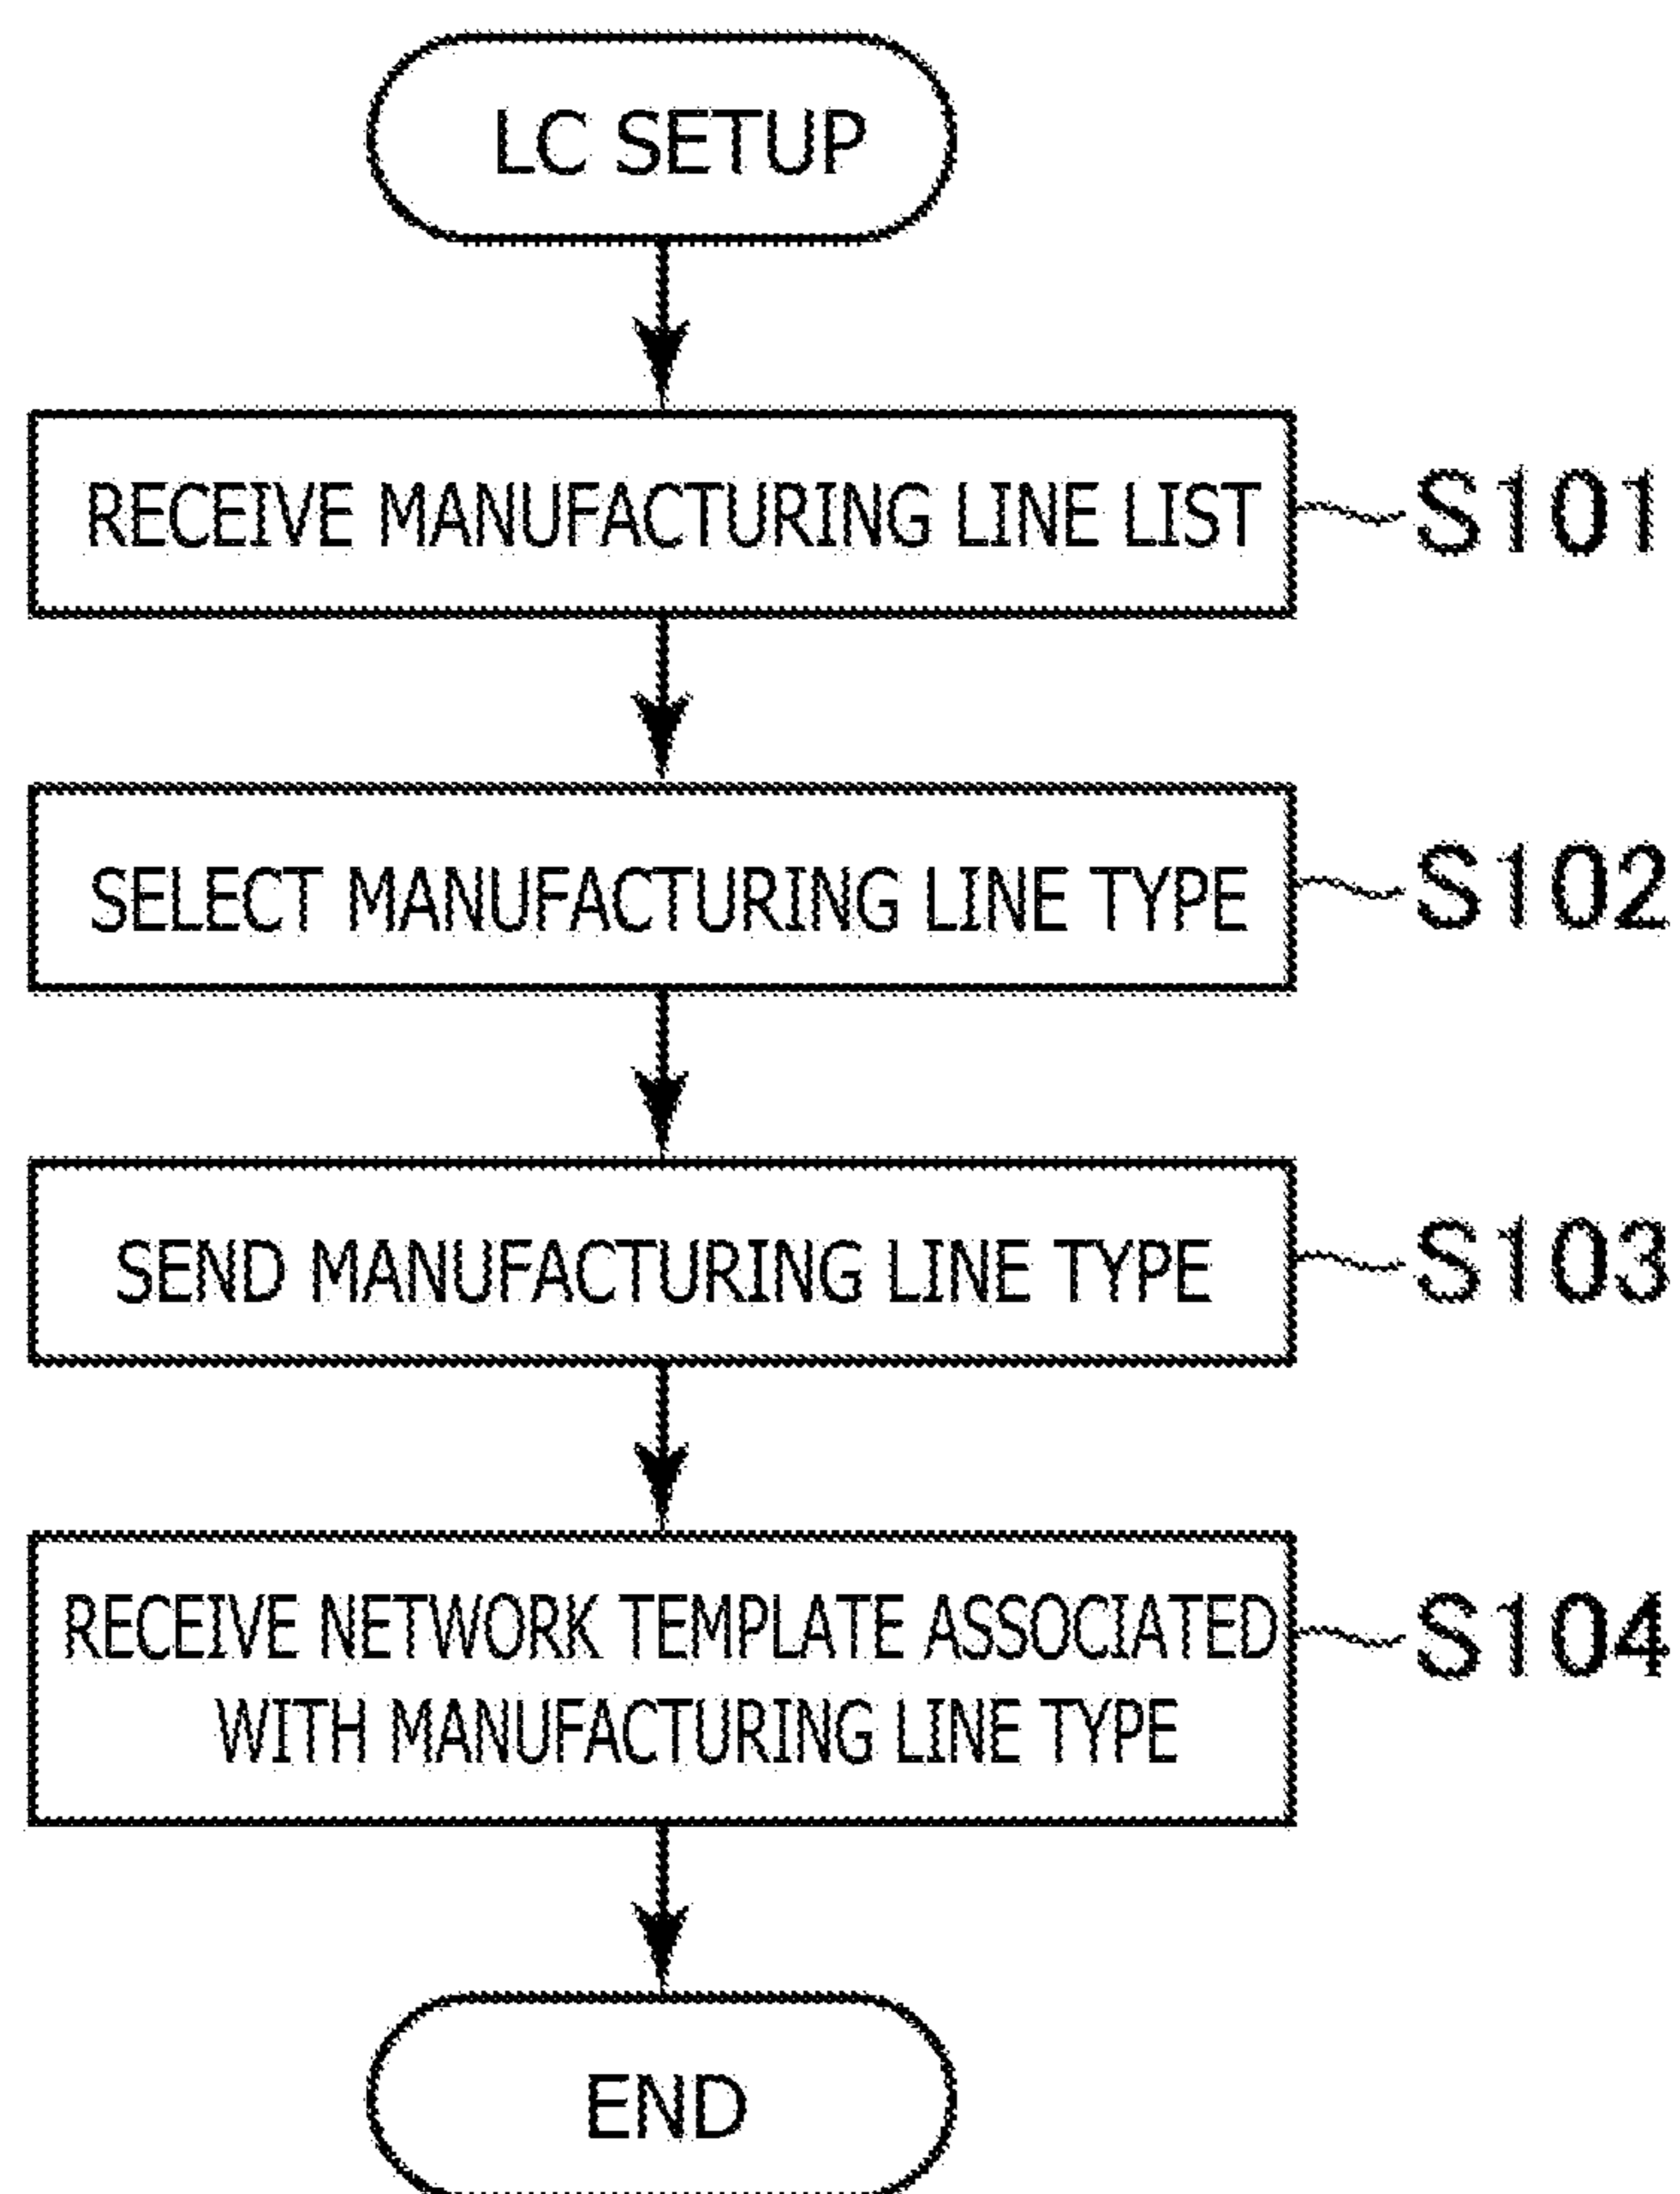 LC SETUP
RECEIVE MANUFACTURING LINE LIST
S101
SELECT MANUFACTURING LINE TYPE
S102
SEND MANUFACTURING LINE TYPE
S103
RECEIVE NETWORK TEMPLATE ASSOCIATED
WITH MANUFACTURING LINE TYPE
S104
END